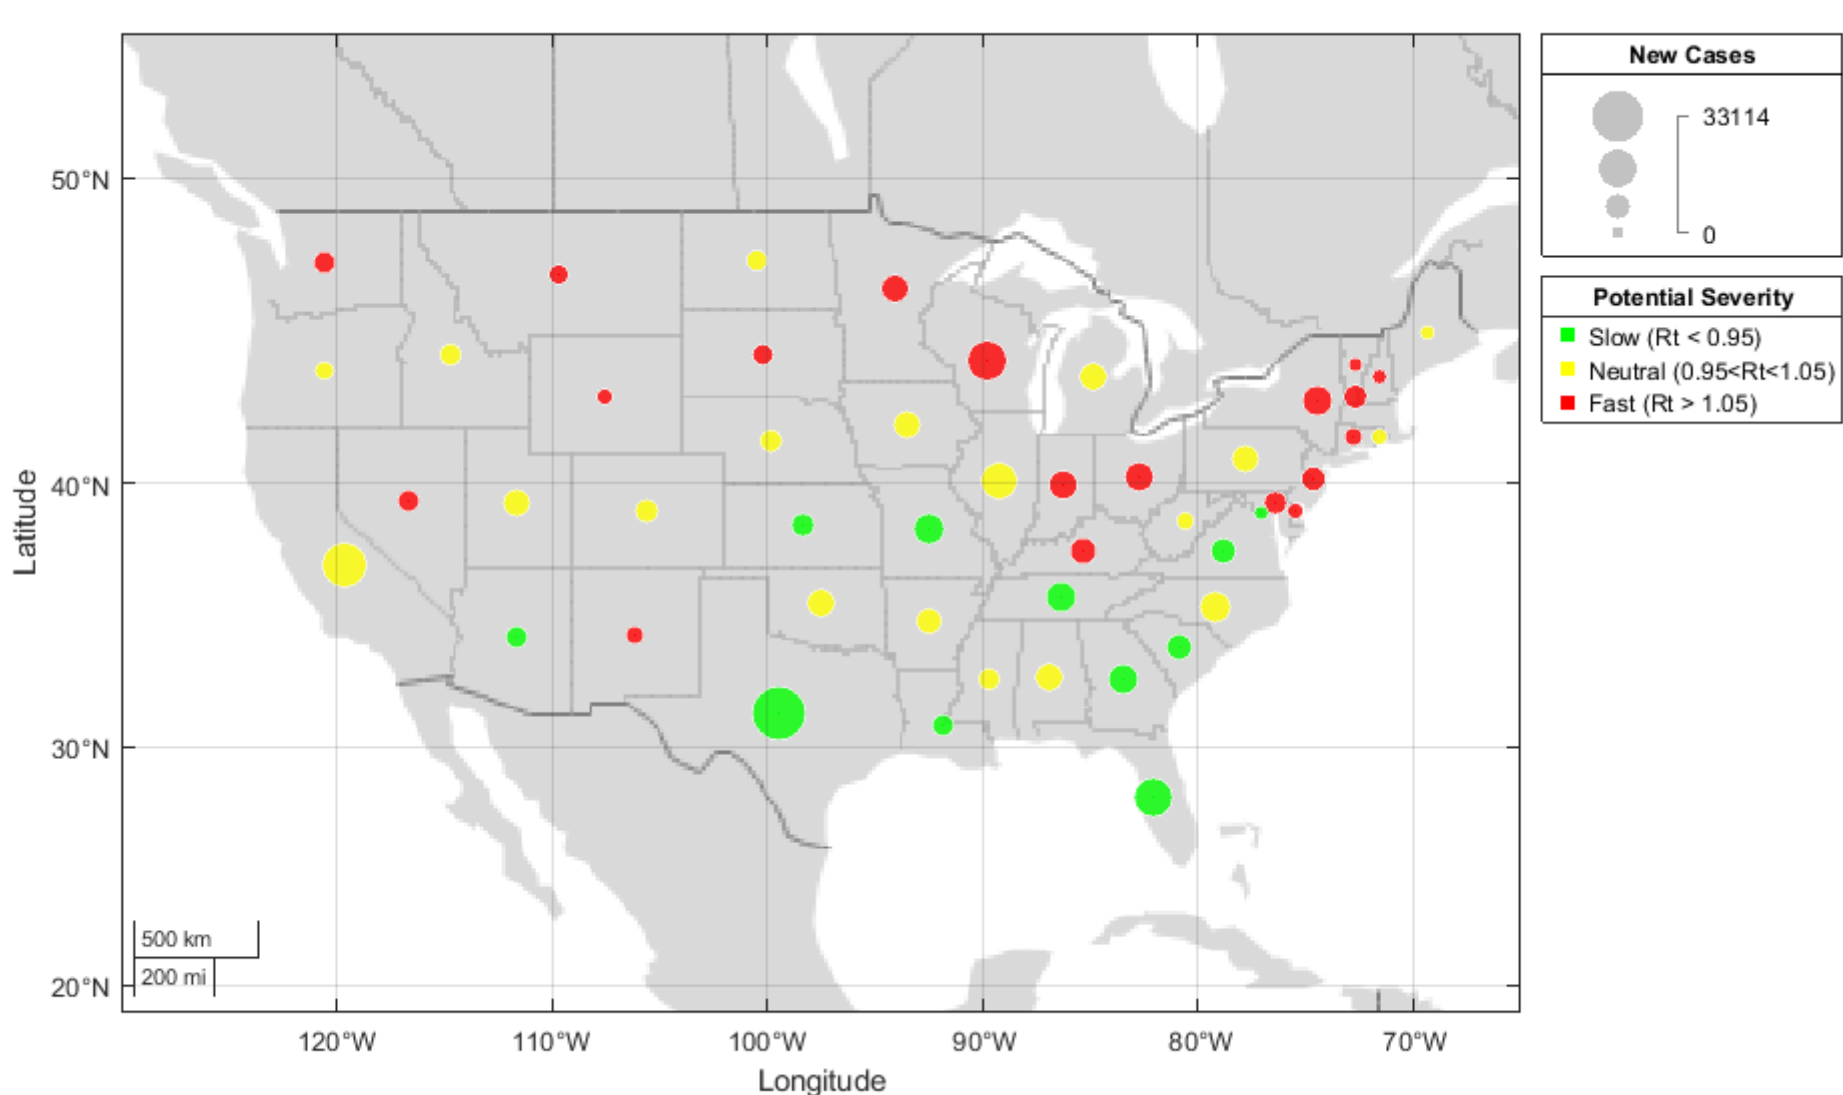 New Cases
33114
0
Potential Severity
Slow (Rt < 0.95)
Neutral (0.95<Rt<1.05)
Fast (Rt > 1.05)
50°N
40°N
30°N
20°N
Latitude
500 km
200 mi
120°W
110°W
100°W
90°W
80°W
70°W
Longitude